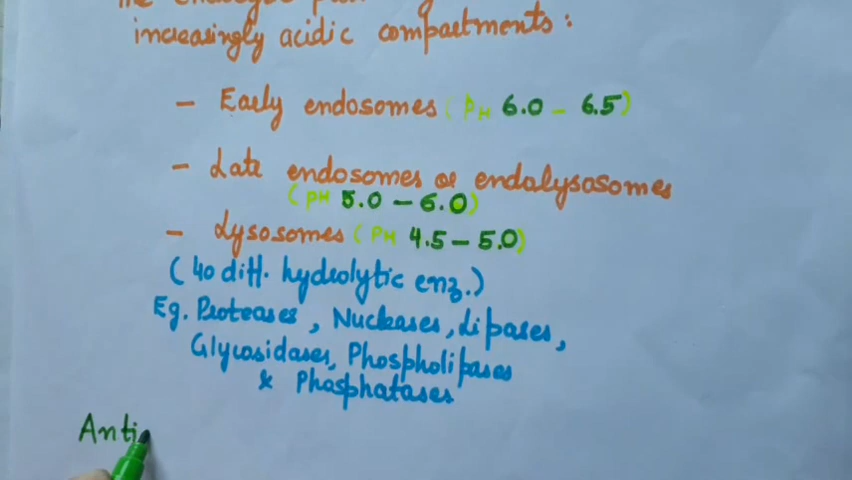 increasingly acidic compartments:
- Early endosomes (pH 6.0 - 6.5)
- Late endosomes or endolysosomes
(pH 5.0 - 6.0)
- Lysosomes (pH 4.5 - 5.0)
(40 diff. hydrolytic enz.)
Eg. Proteases, Nucleases, Lipases,
Glycosidases, Phospholipases
& Phosphatases
Anti